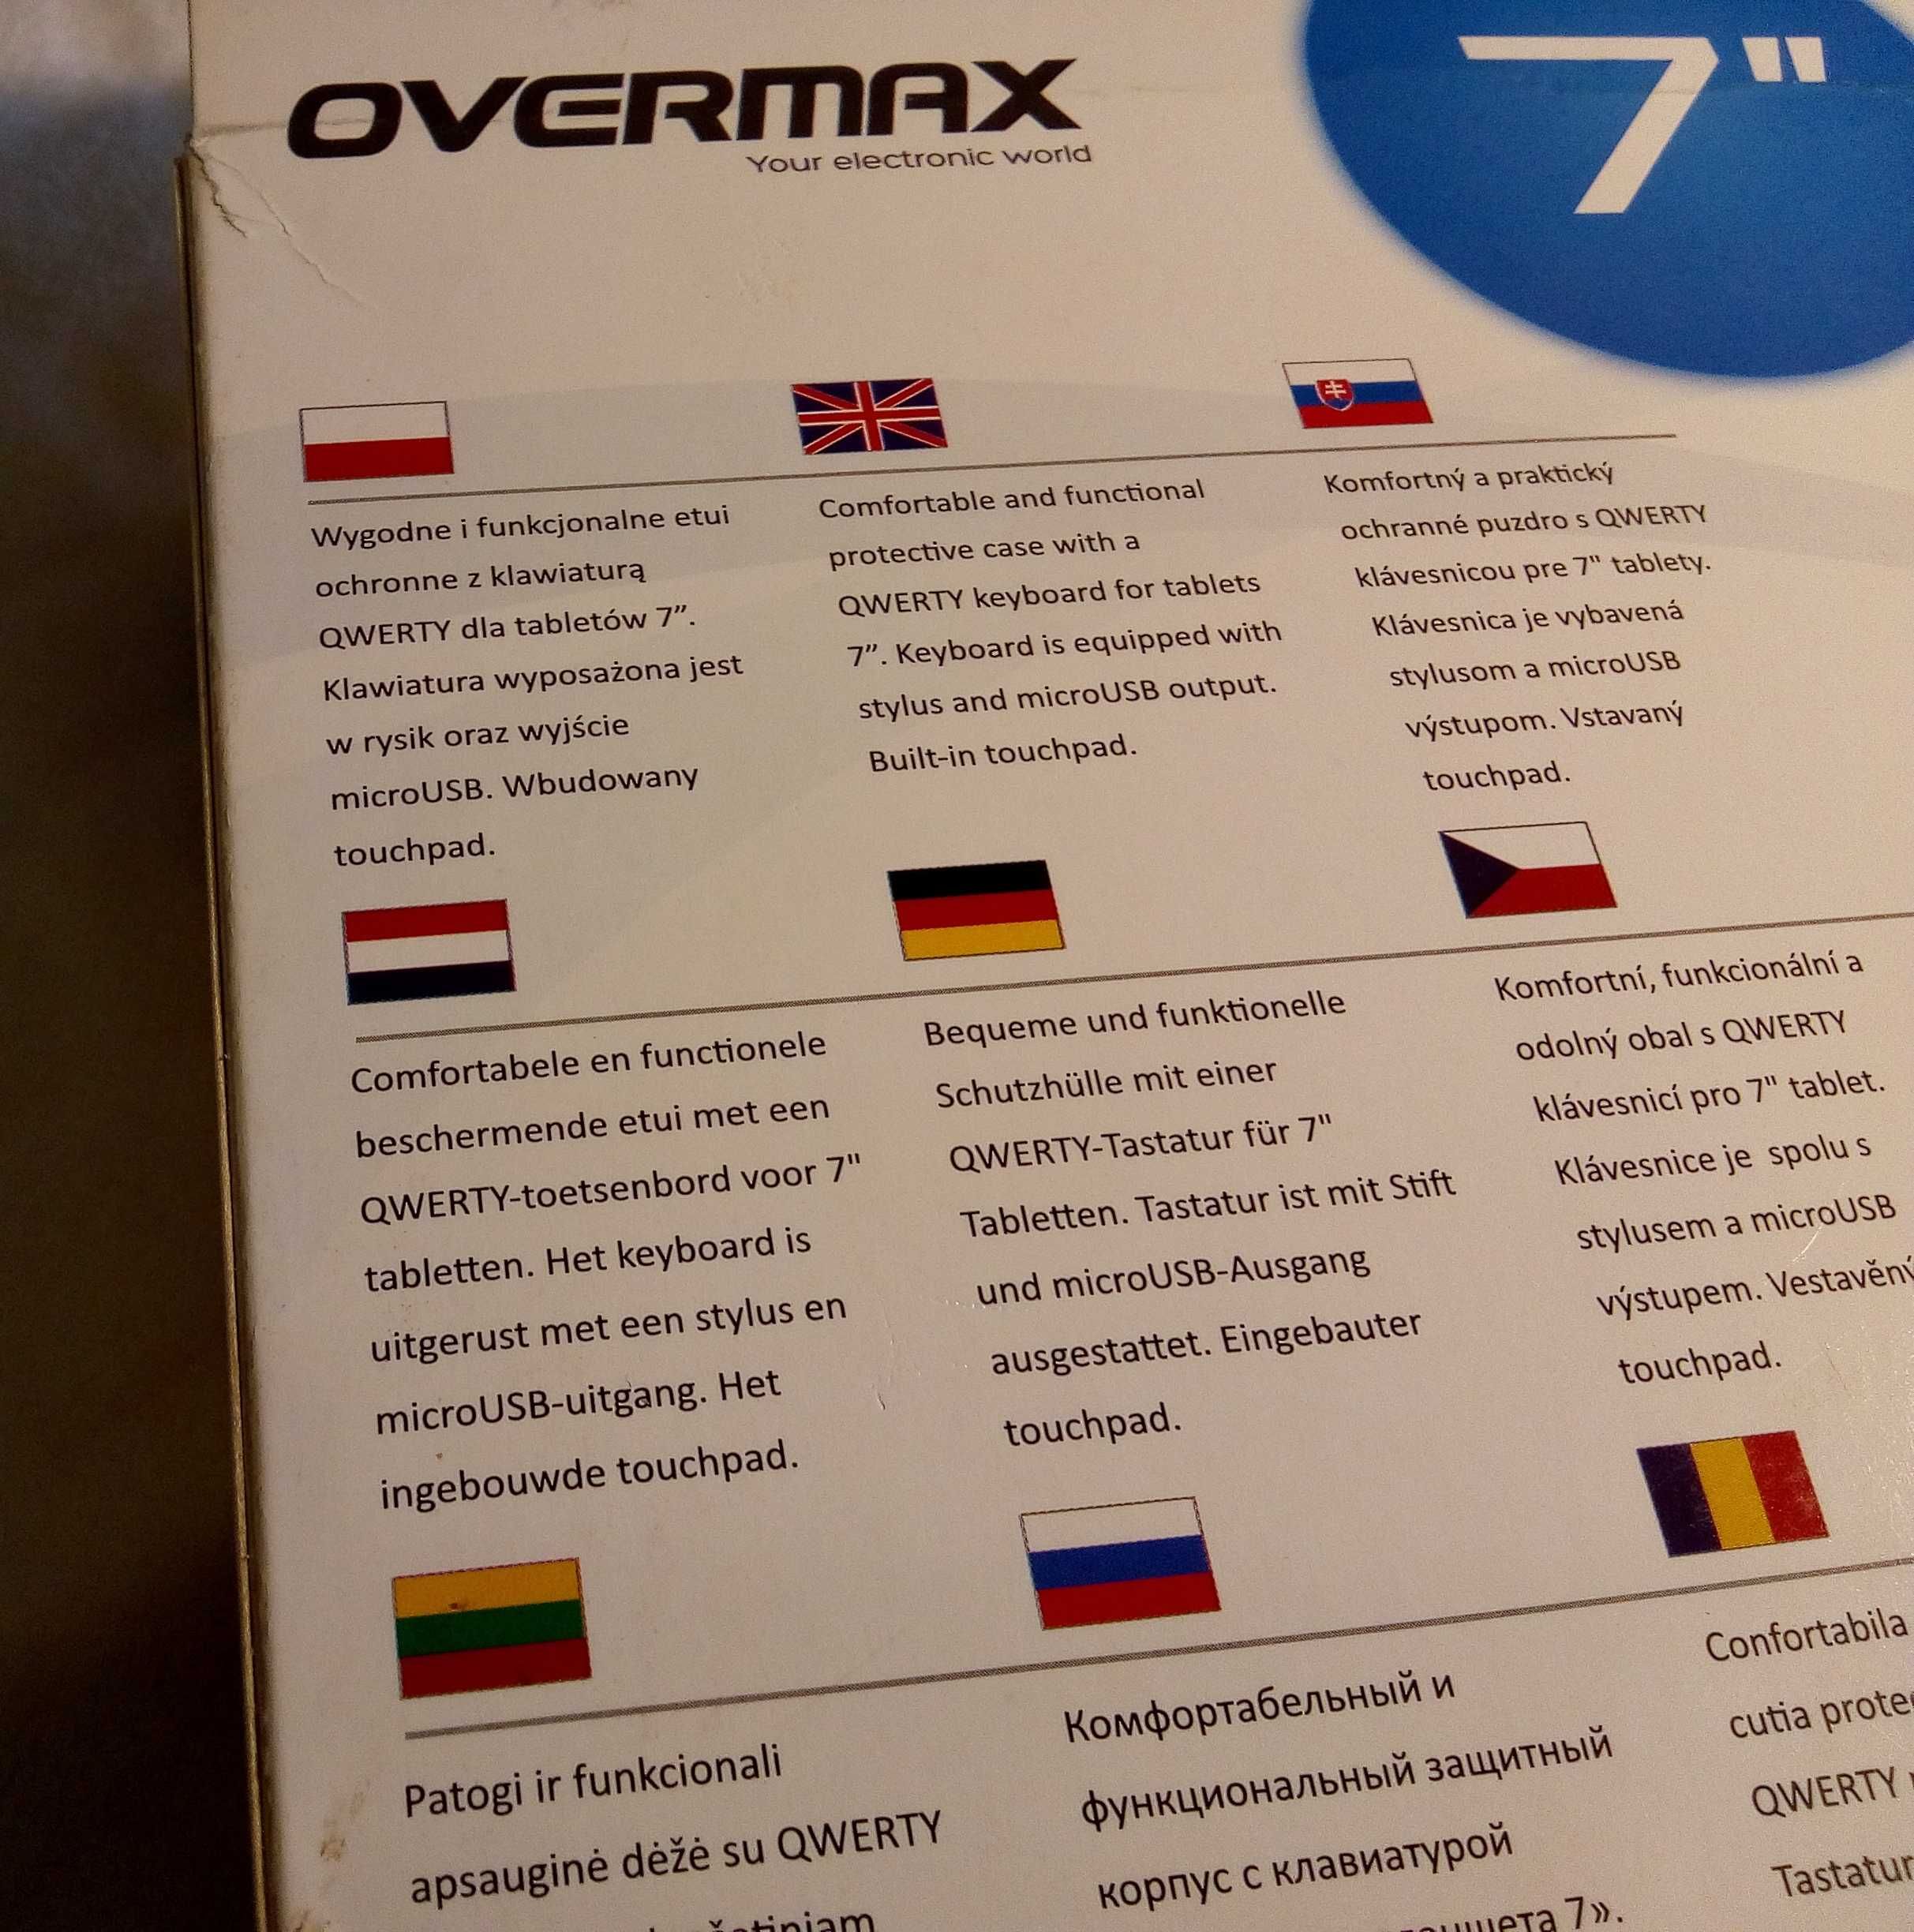 OVERMAX
Your electronic world
7"
Wygodne i funkcjonalne etui
ochronne z klawiaturą
QWERTY dla tabletów 7”.
Klawiatura wyposażona jest
w rysik oraz wyjście
microUSB. Wbudowany
touchpad.
Comfortable and functional
protective case with a
QWERTY keyboard for tablets
7”. Keyboard is equipped with
stylus and microUSB output.
Built-in touchpad.
Komfortný a praktický
ochranné puzdro s QWERTY
klávesnicou pre 7" tablety.
Klávesnica je vybavená
stylusom a microUSB
výstupom. Vstavaný
touchpad.
Comfortabele en functionele
beschermende etui met een
QWERTY-toetsenbord voor 7"
tabletten. Het keyboard is
uitgerust met een stylus en
microUSB-uitgang. Het
ingebouwde touchpad.
Bequeme und funktionelle
Schutzhülle mit einer
QWERTY-Tastatur für 7"
Tabletten. Tastatur ist mit Stift
und microUSB-Ausgang
ausgestattet. Eingebauter
touchpad.
Komfortní, funkcionální a
odolný obal s QWERTY
klávesnicí pro 7" tablet.
Klávesnice je spolu s
stylusem a microUSB
výstupem. Vestavěný
touchpad.
Patogi ir funkcionali
apsauginė dėžė su QWERTY
Комфортабельный и
функциональный защитный
корпус с клавиатурой
7».
Confortabila
cutia
QWERTY